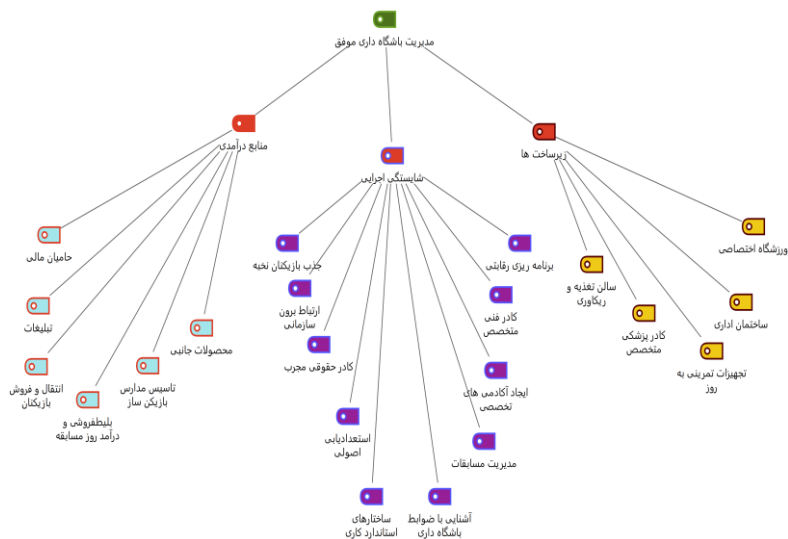 مدیریت باشگاه داری موفق
زیرساخت ها
ورزشگاه اختصاصی
ساختمان اداری
تجهیزات تمرینی به
روز
کادر پزشکی
متخصص
سالن تغذیه و
ریکاوری
شایستگی اجرایی
برنامه ریزی رقابتی
کادر فنی
متخصص
ایجاد آکادمی های
تخصصی
مدیریت مسابقات
آشنایی با ضوابط
باشگاه داری
ساختارهای
استاندارد کاری
استعدادیابی
اصولی
کادر حقوقی مجرب
ارتباط برون
سازمانی
جذب بازیکنان نخبه
منابع درآمدی
محصولات جانبی
تاسیس مدارس
بازیکن ساز
بلیطفروشی و
درآمد روز مسابقه
انتقال و فروش
بازیکنان
تبلیغات
حامیان مالی